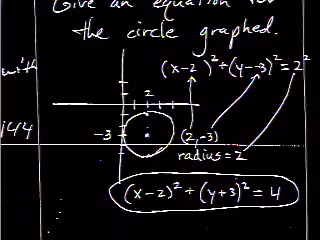 Give an equation for
the circle graphed.
(x-2)²+(y--3)²=2²
2
144
-3
(2,-3)
radius=2
(x-2)²+(y+3)²=4